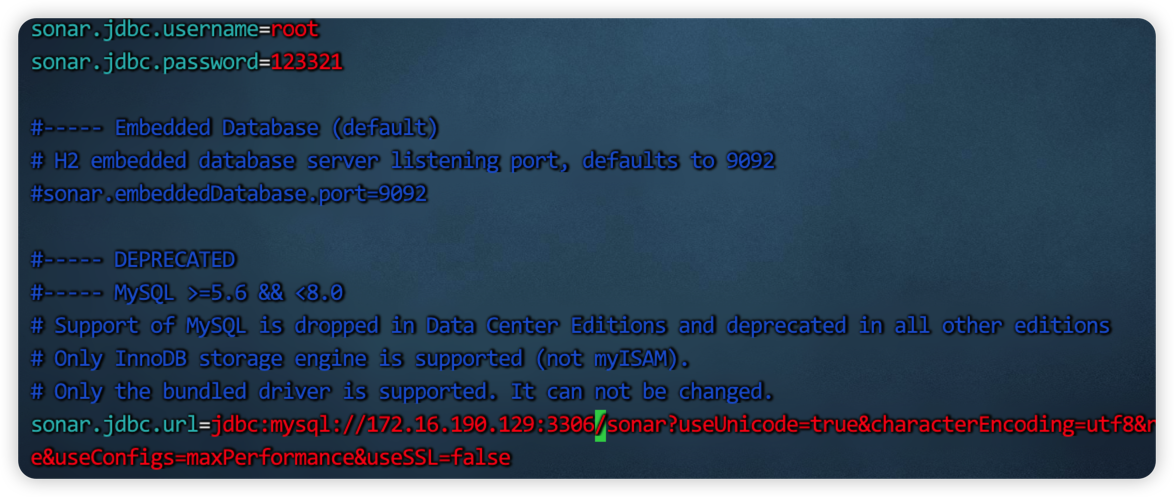 sonar.jdbc.username=root
sonar.jdbc.password=123321
#----- Embedded Database (default)
# H2 embedded database server listening port, defaults to 9092
#sonar.embeddedDatabase.port=9092
#----- DEPRECATED
#----- MySQL >=5.6 && <8.0
# Support of MySQL is dropped in Data Center Editions and deprecated in all other editions
# Only InnoDB storage engine is supported (not myISAM).
# Only the bundled driver is supported. It can not be changed.
sonar.jdbc.url=jdbc:mysql://172.16.190.129:3306/sonar?useUnicode=true&characterEncoding=utf8&r
e&useConfigs=maxPerformance&useSSL=false